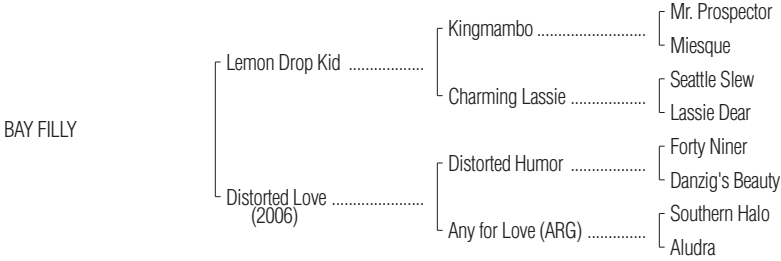 Mr. Prospector
Kingmambo ..........................
Miesque
Lemon Drop Kid ..................
Seattle Slew
Charming Lassie ..................
Lassie Dear
BAY FILLY
Forty Niner
Distorted Humor ..................
Danzig's Beauty
Distorted Love ......................
(2006)
Southern Halo
Any for Love (ARG) ..............
Aludra